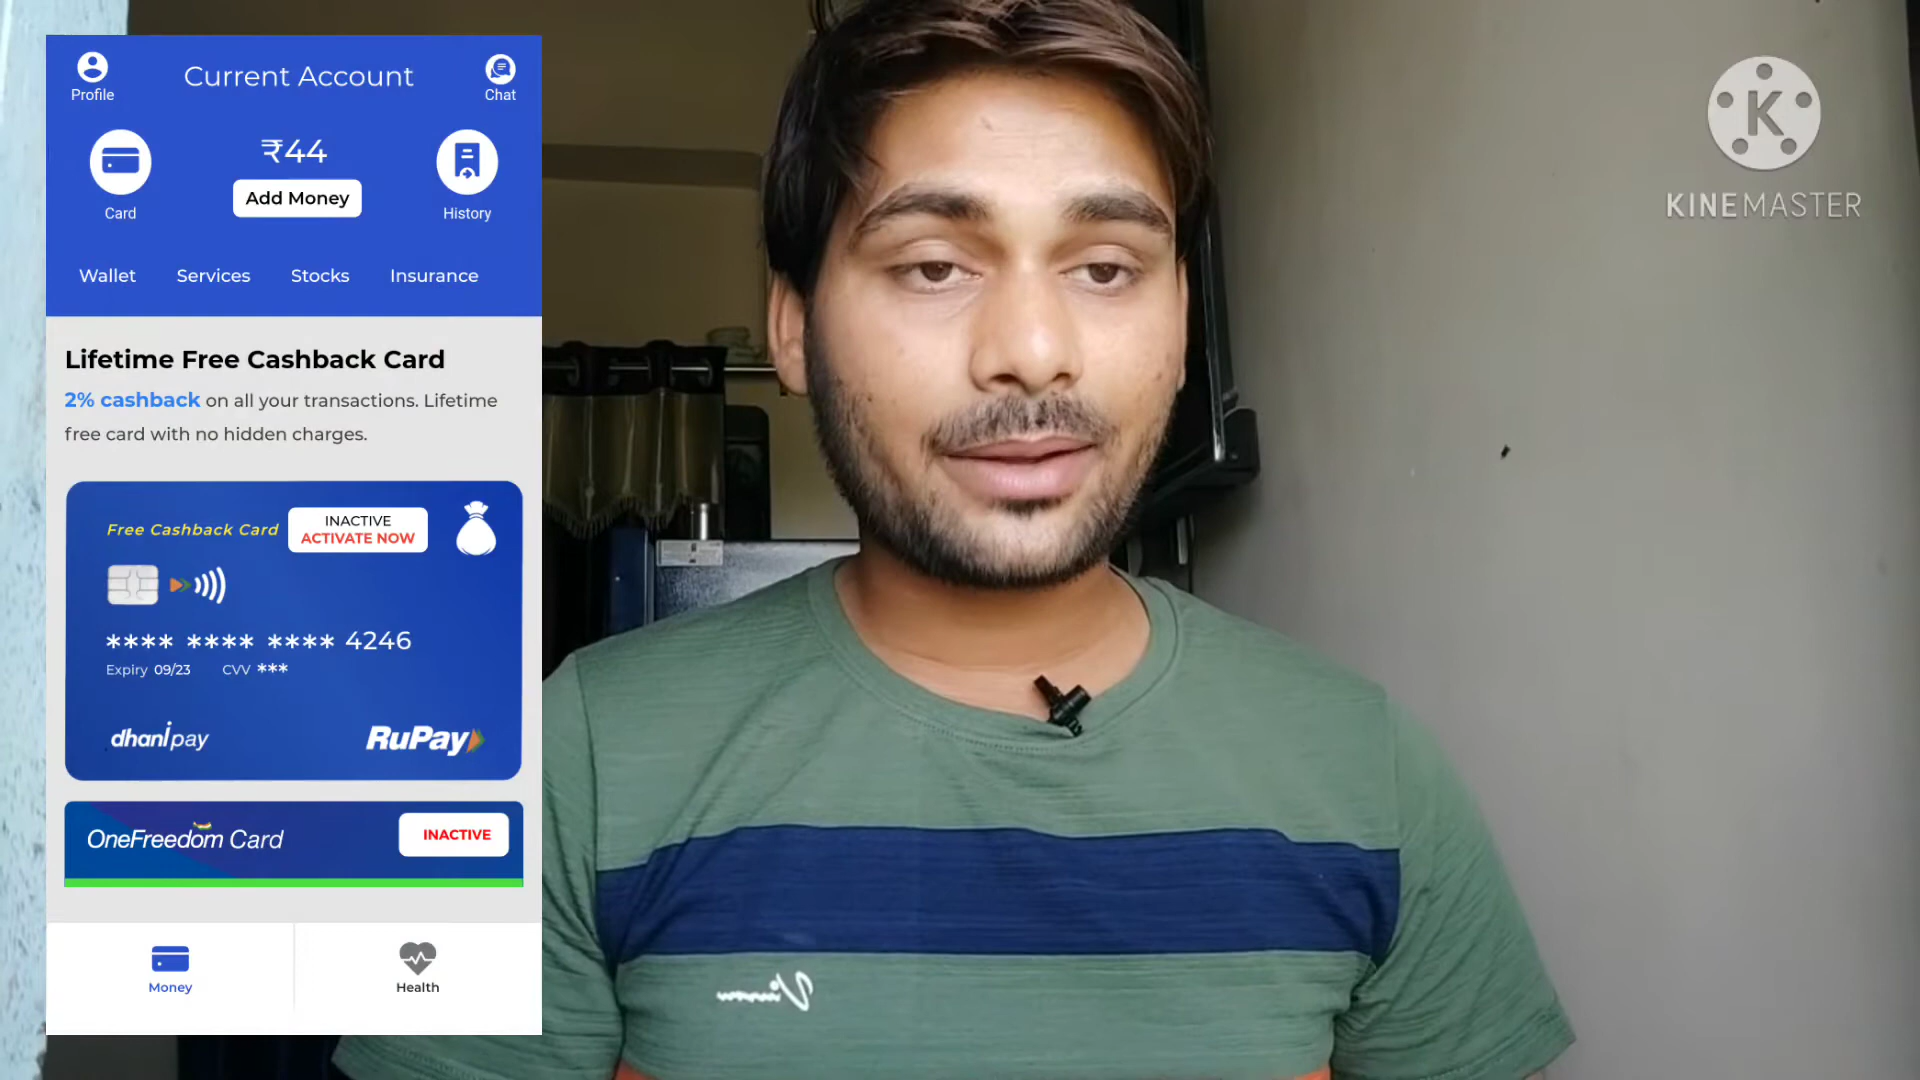 Profile
Current Account
Chat
₹44
Add Money
Card
History
Wallet Services Stocks Insurance
Lifetime Free Cashback Card
2% cashback on all your transactions. Lifetime
free card with no hidden charges.
Free Cashback Card
INACTIVE
ACTIVATE NOW
**** **** **** 4246
Expiry 09/23 CVV ***
dhani pay
RuPay
OneFreedom Card
INACTIVE
Money
Health
K
KINEMASTER